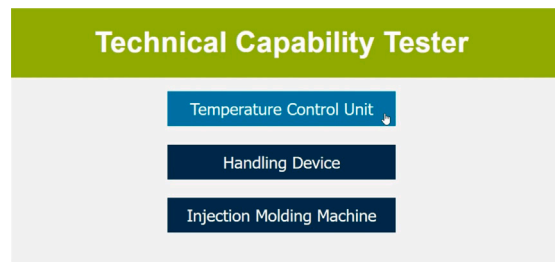 Technical Capability Tester
Temperature Control Unit
Handling Device
Injection Molding Machine